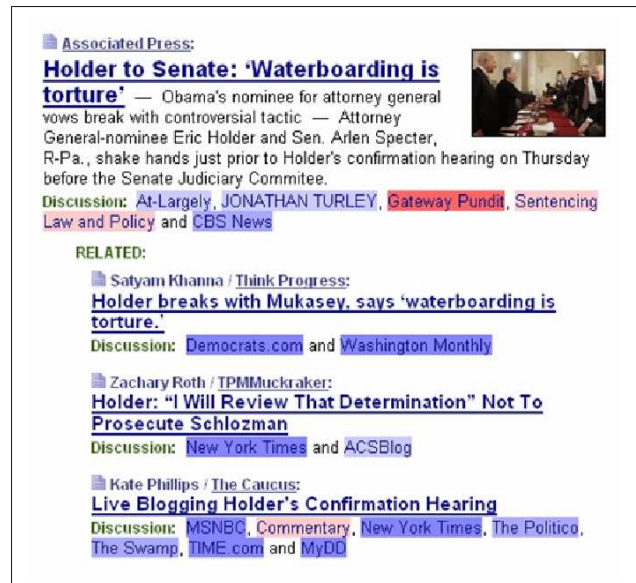 Associated Press:
Holder to Senate: ‘Waterboarding is
torture’ — Obama's nominee for attorney general
vows break with controversial tactic — Attorney
General-nominee Eric Holder and Sen. Arlen Specter,
R-Pa., shake hands just prior to Holder's confirmation hearing on Thursday
before the Senate Judiciary Commitee.
Discussion: At-Largely, JONATHAN TURLEY, Gateway Pundit, Sentencing
Law and Policy and CBS News
RELATED:
Satyam Khanna / Think Progress:
Holder breaks with Mukasey, says ‘waterboarding is
torture.’
Discussion: Democrats.com and Washington Monthly
Zachary Roth / TPMMuckraker:
Holder: “I Will Review That Determination” Not To
Prosecute Schlozman
Discussion: New York Times and ACSBlog
Kate Phillips / The Caucus:
Live Blogging Holder's Confirmation Hearing
Discussion: MSNBC, Commentary, New York Times, The Politico,
The Swamp, TIME.com and MyDD